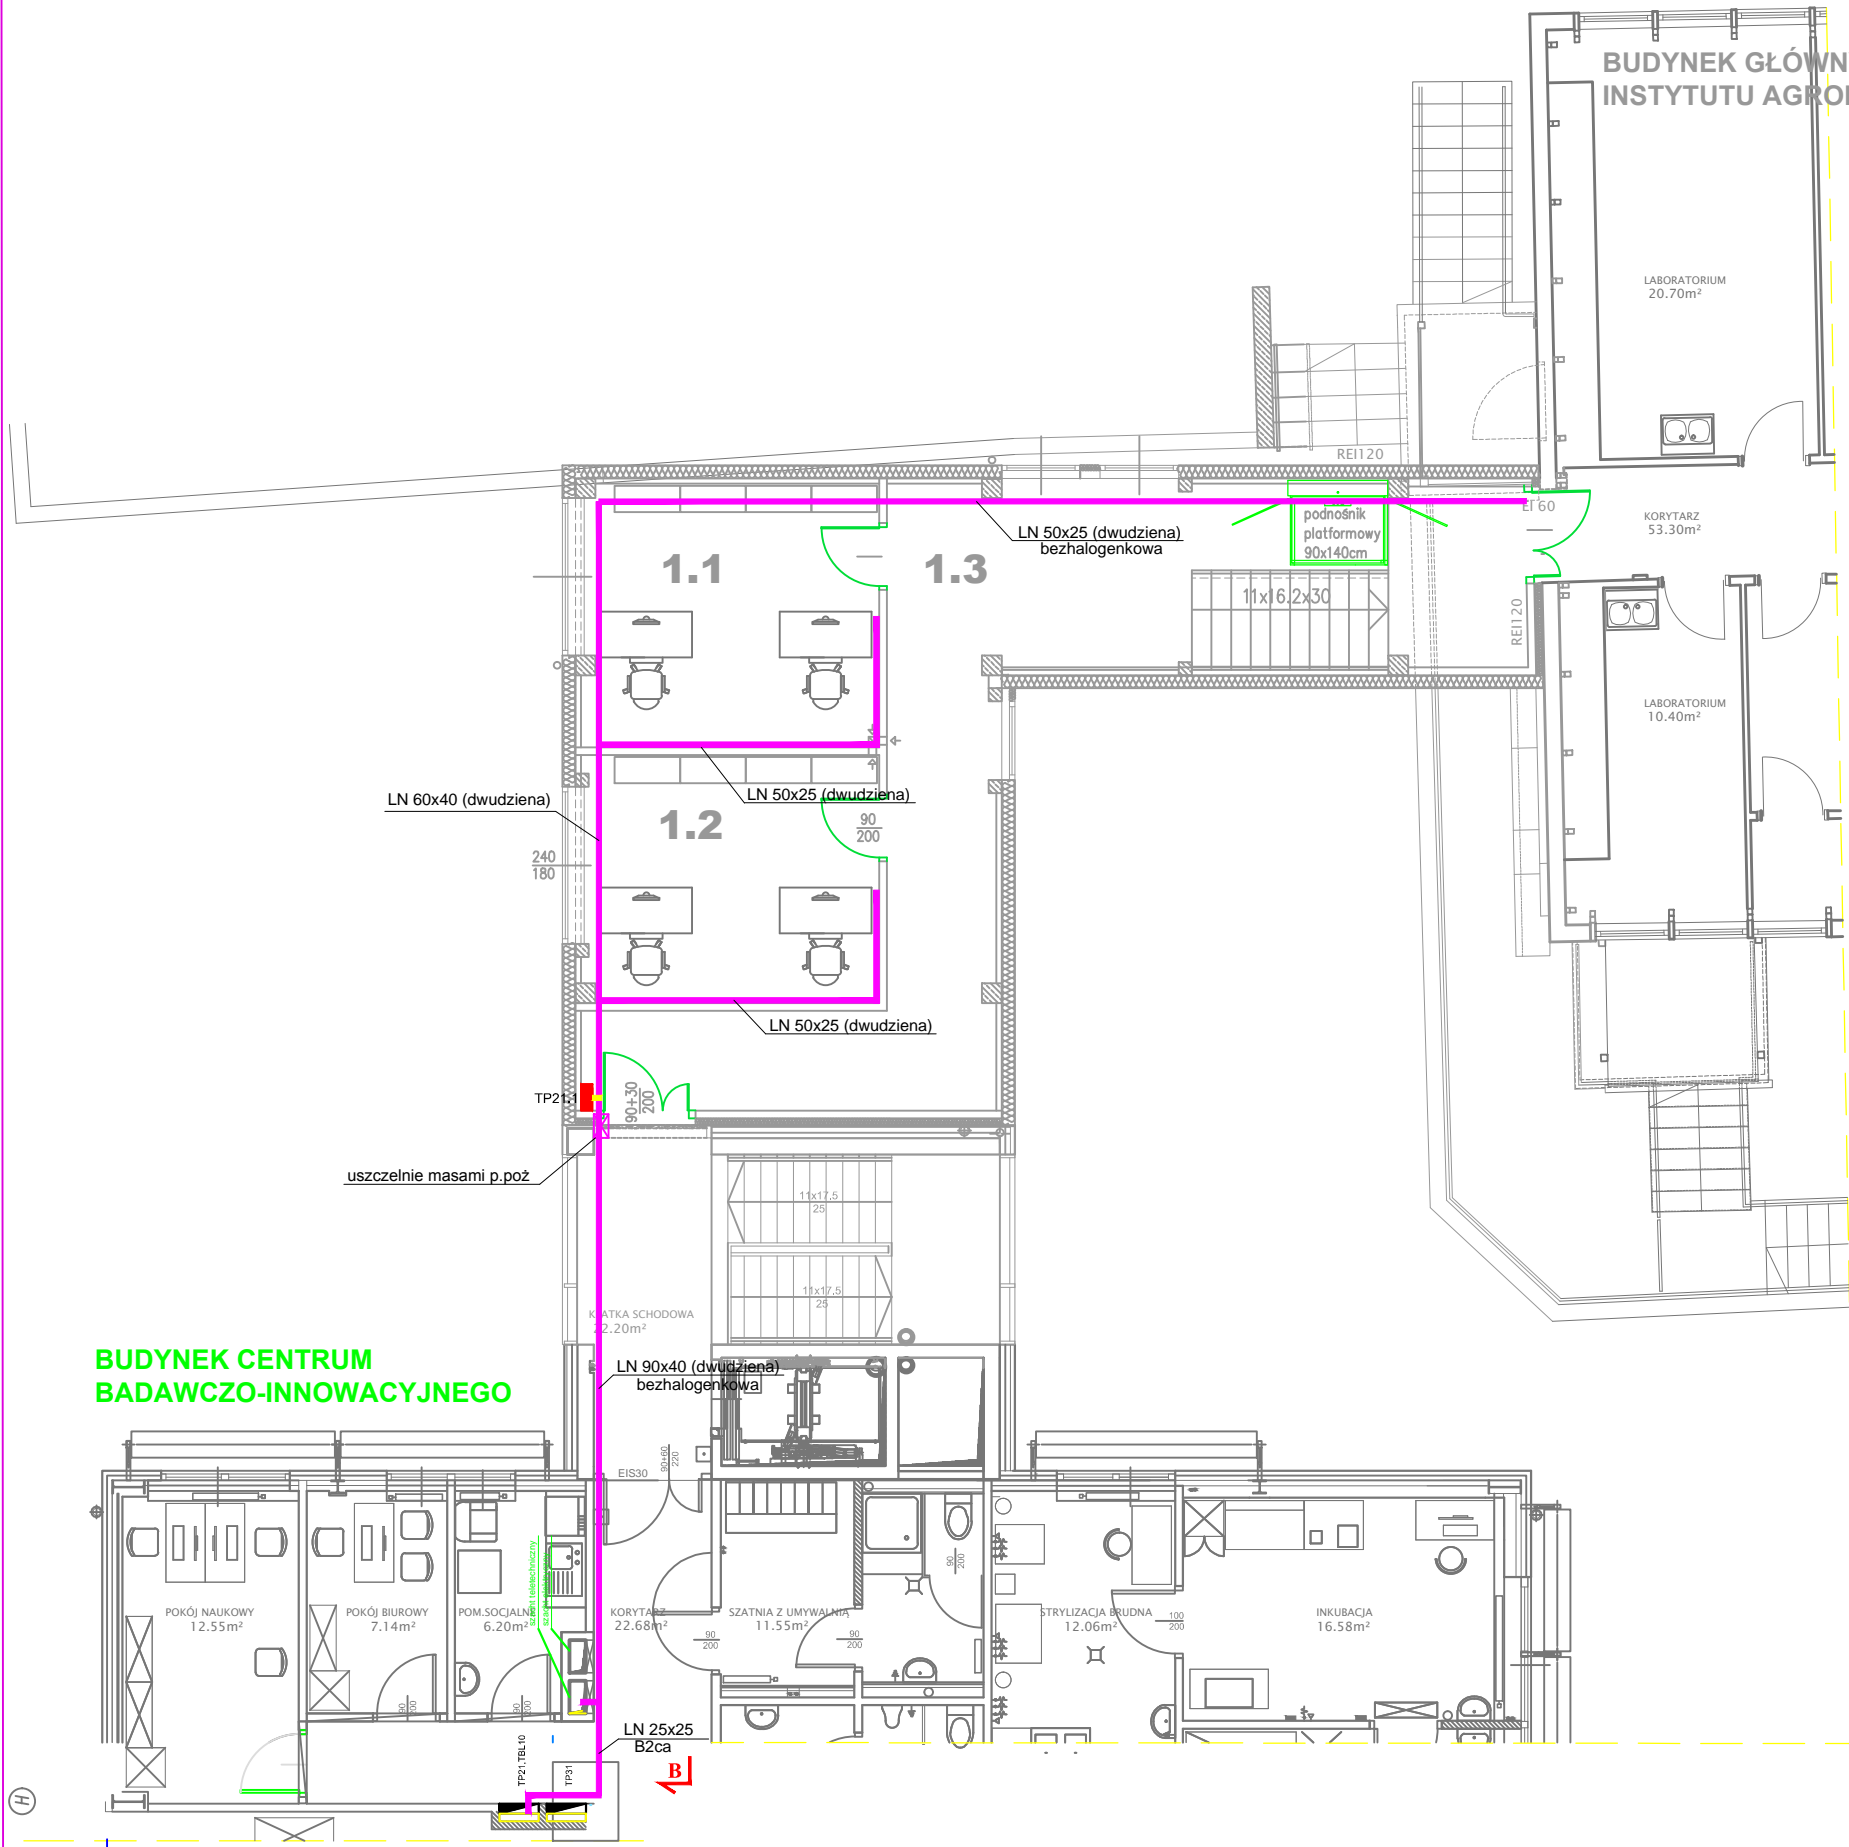 BUDYNEK GŁÓWN
INSTYTUTU AGRO
LABORATORIUM
20.70m²
REI120
EI 60
KORYTARZ
53.30m²
podnośnik
platformowy
90x140cm
LN 50x25 (dwudziena)
bezhalogenkowa
1.1
1.3
11x16.2x30
REI120
LABORATORIUM
10.40m²
LN 60x40 (dwudziena)
LN 50x25 (dwudziena)
1.2
90
200
240
180
LN 50x25 (dwudziena)
TP21.1
90+30
200
uszczelnie masami p.poż
11x17.5
25
11x17.5
25
KLATKA SCHODOWA
22.20m²
BUDYNEK CENTRUM
BADAWCZO-INNOWACYJNEGO
LN 90x40 (dwudziena)
bezhalogenkowa
EIS30
90+60
220
szacht teletechniczny
POKÓJ NAUKOWY
12.55m²
POKÓJ BIUROWY
7.14m²
POM.SOCJALNE
6.20m²
KORYTARZ
22.68m²
SZATNIA Z UMYWALNIĄ
11.55m²
STRYLIZACJA BRUDNA
12.06m²
INKUBACJA
16.58m²
90
200
90
200
90
200
100
200
90
200
90
200
LN 25x25
B2ca
TP21.TBL10
TP31
B
H